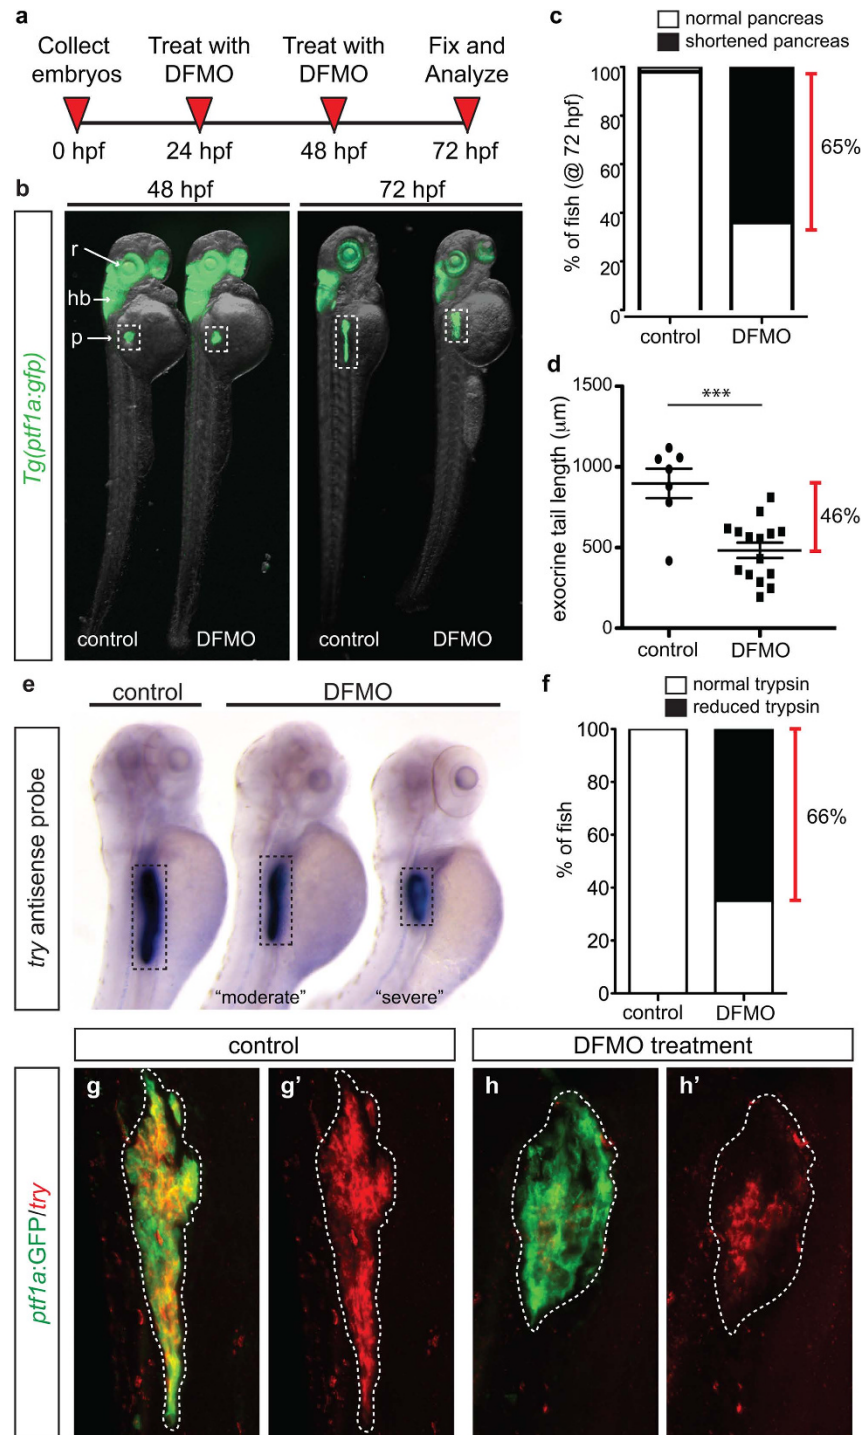 a
Collect embryos
Treat with DFMO
Treat with DFMO
Fix and Analyze
0 hpf
24 hpf
48 hpf
72 hpf
b
48 hpf
72 hpf
Tg(ptf1a:gfp)
r
hb
p
control
DFMO
control
DFMO
c
normal pancreas
shortened pancreas
% of fish (@ 72 hpf)
100
80
60
40
20
0
65%
control
DFMO
d
exocrine tail length (μm)
1500
1000
500
0
***
46%
control
DFMO
e
control
DFMO
try antisense probe
"moderate"
"severe"
f
normal trypsin
reduced trypsin
% of fish
100
80
60
40
20
0
66%
control
DFMO
control
DFMO treatment
ptf1a:GFP/try
g
g'
h
h'